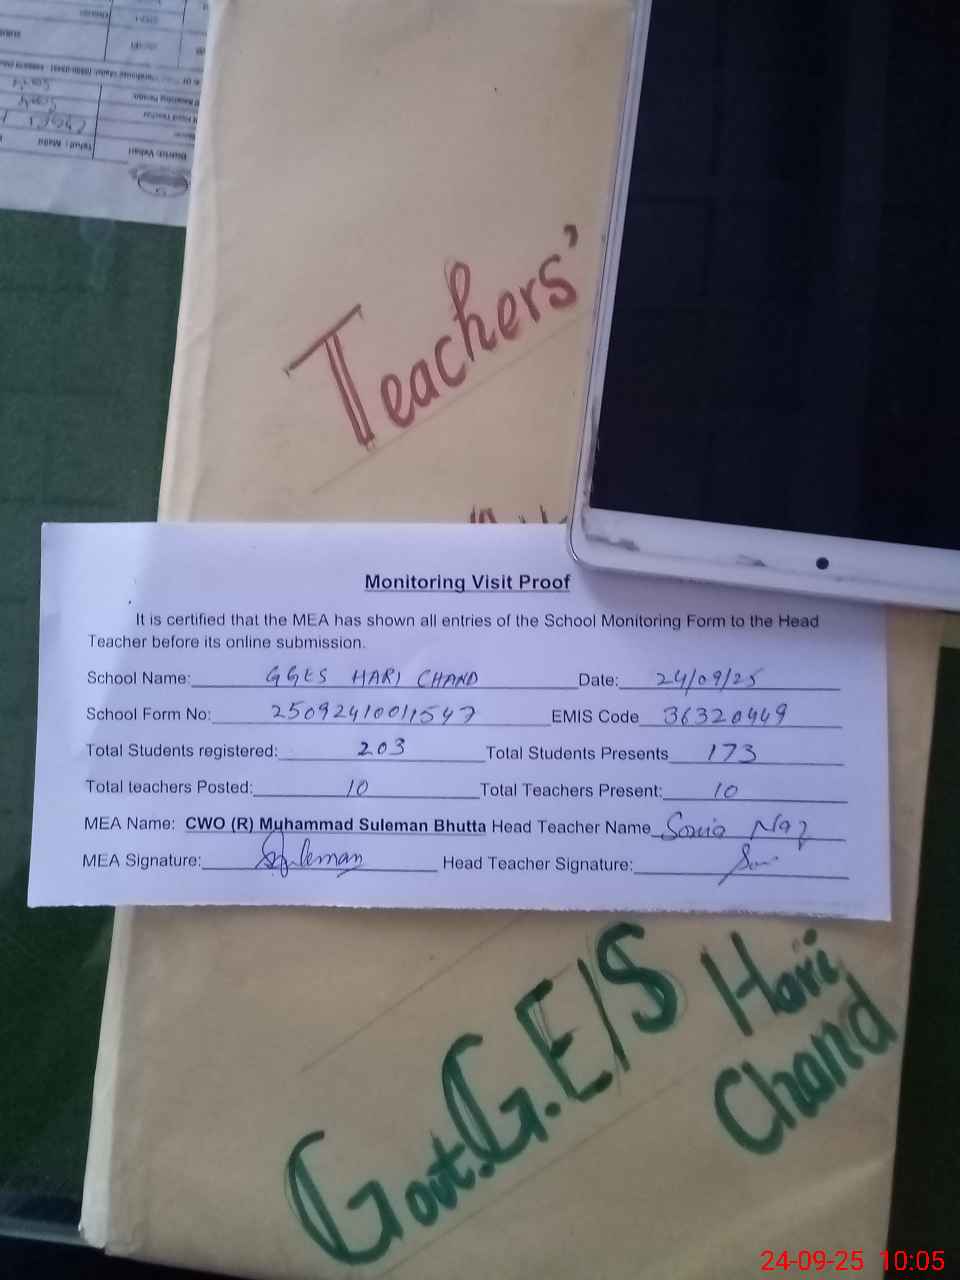 Teachers'
Monitoring Visit Proof
It is certified that the MEA has shown all entries of the School Monitoring Form to the Head
Teacher before its online submission.
School Name: GGES HARI CHAND Date: 24/09/25
School Form No: 25092410011547 EMIS Code 36320449
Total Students registered: 203 Total Students Presents 173
Total teachers Posted: 10 Total Teachers Present: 10
MEA Name: CWO (R) Muhammad Suleman Bhutta Head Teacher Name Sonia Naz
MEA Signature: Suleman Head Teacher Signature:
Govt. G.E/S Hari
Chand
24-09-25 10:05